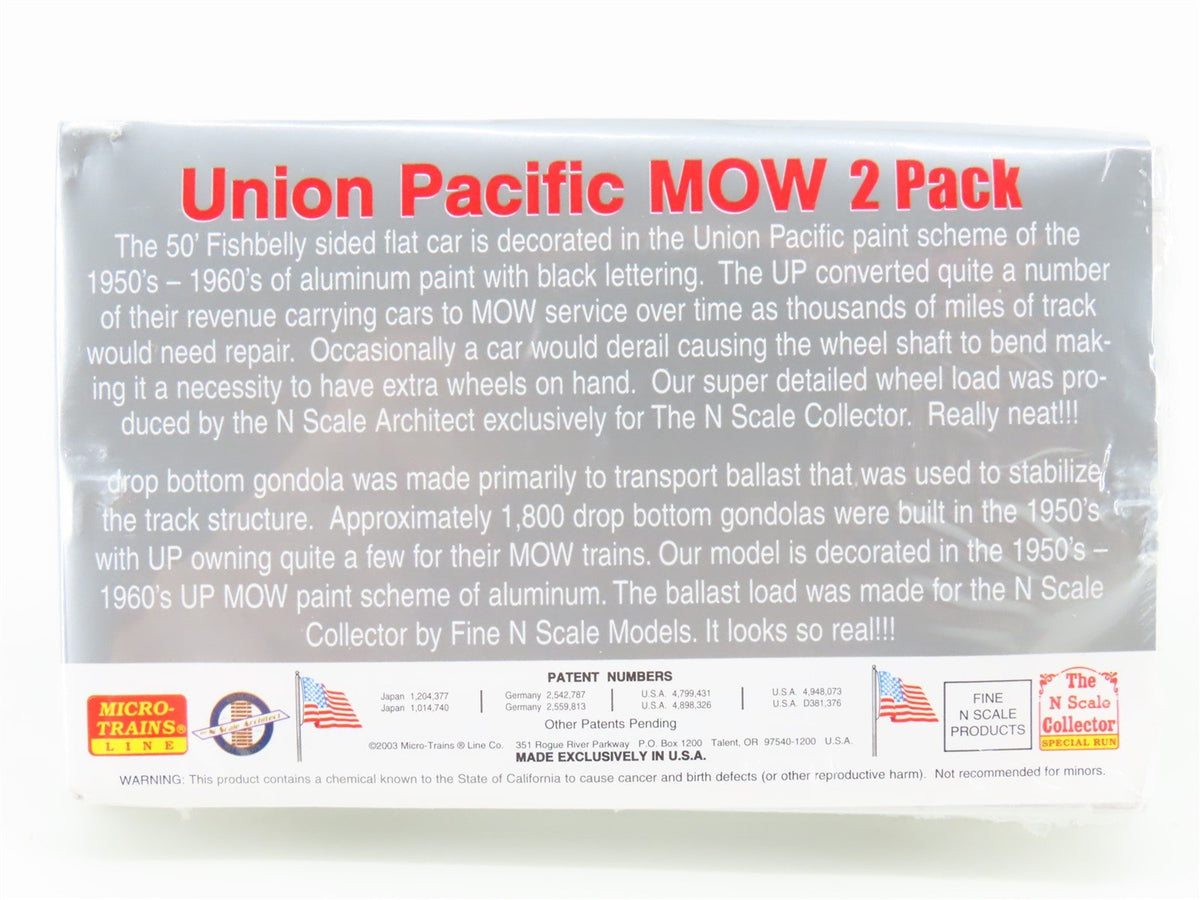 Union Pacific MOW 2 Pack
The 50' Fishbelly sided flat car is decorated in the Union Pacific paint scheme of the
1950's – 1960's of aluminum paint with black lettering. The UP converted quite a number
of their revenue carrying cars to MOW service over time as thousands of miles of track
would need repair. Occasionally a car would derail causing the wheel shaft to bend mak-
ing it a necessity to have extra wheels on hand. Our super detailed wheel load was pro-
duced by the N Scale Architect exclusively for The N Scale Collector. Really neat!!!
drop bottom gondola was made primarily to transport ballast that was used to stabilize
the track structure. Approximately 1,800 drop bottom gondolas were built in the 1950's
with UP owning quite a few for their MOW trains. Our model is decorated in the 1950's –
1960's UP MOW paint scheme of aluminum. The ballast load was made for the N Scale
Collector by Fine N Scale Models. It looks so real!!!
MICRO-
TRAINS®
LINE
The N Scale Architect
PATENT NUMBERS
Japan 1,204,377 Germany 2,542,787 U.S.A. 4,799,431 U.S.A. 4,948,073
Japan 1,014,740 Germany 2,559,813 U.S.A. 4,898,326 U.S.A. D381,376
Other Patents Pending
©2003 Micro-Trains ® Line Co. 351 Rogue River Parkway P.O. Box 1200 Talent, OR 97540-1200 U.S.A.
MADE EXCLUSIVELY IN U.S.A.
FINE
N SCALE
PRODUCTS
The
N Scale
Collector
SPECIAL RUN
WARNING: This product contains a chemical known to the State of California to cause cancer and birth defects (or other reproductive harm). Not recommended for minors.